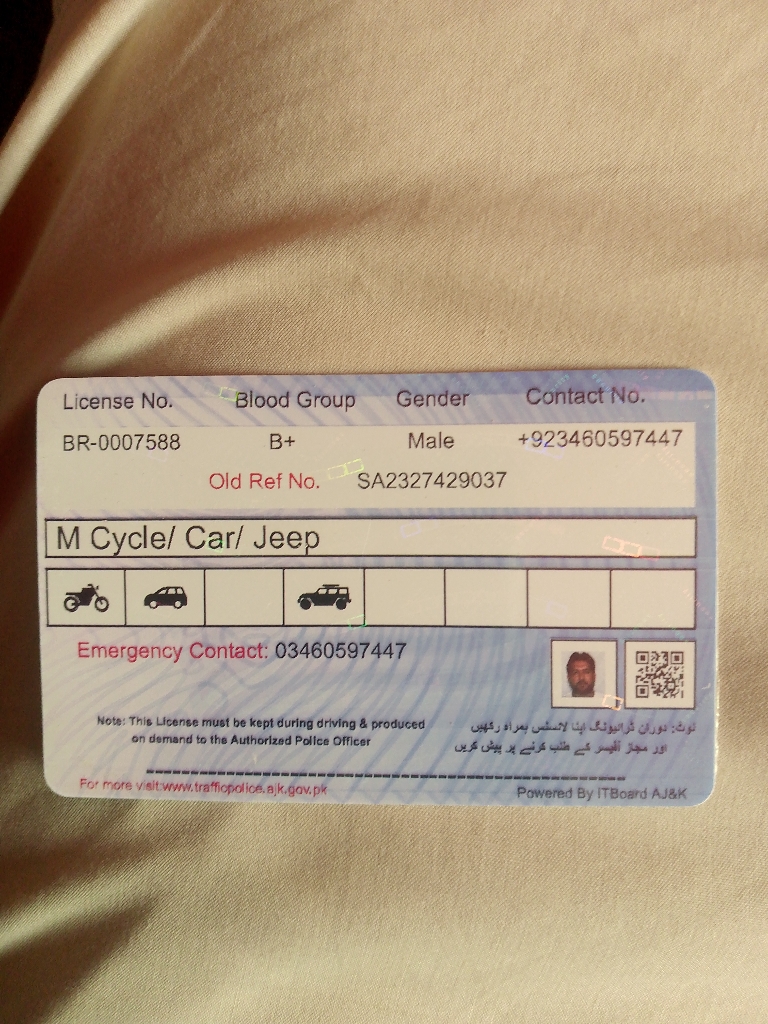 License No. Blood Group Gender Contact No.
BR-0007588 B+ Male +923460597447
Old Ref No. SA2327429037
M Cycle/ Car/ Jeep
Emergency Contact: 03460597447
Note: This License must be kept during driving & produced
on demand to the Authorized Police Officer
نوٹ: دوران ڈرائیونگ اپنا لائسنس ہمراہ رکھیں
اور مجاز آفیسر کے طلب کرنے پر پیش کریں
For more visit:www.trafficpolice.ajk.gov.pk
Powered By ITBoard AJ&K